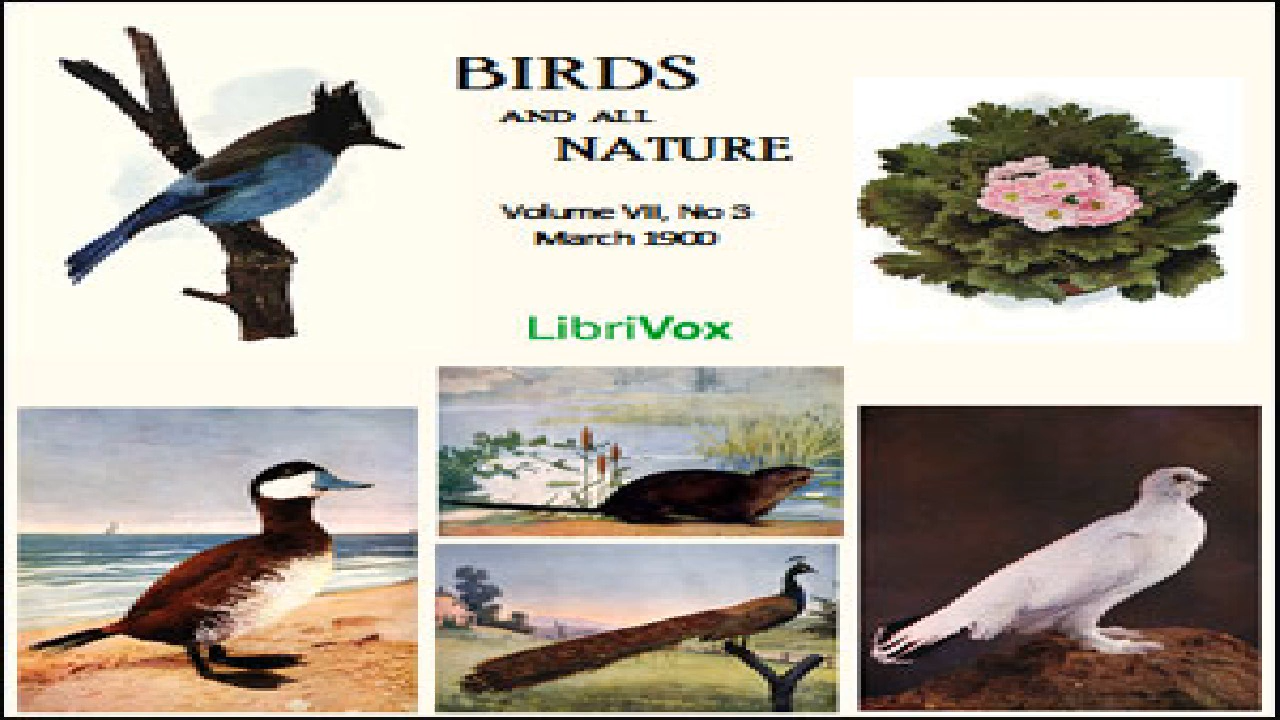 BIRDS
AND ALL
NATURE
Volume VII, No 3
March 1900
LibriVox